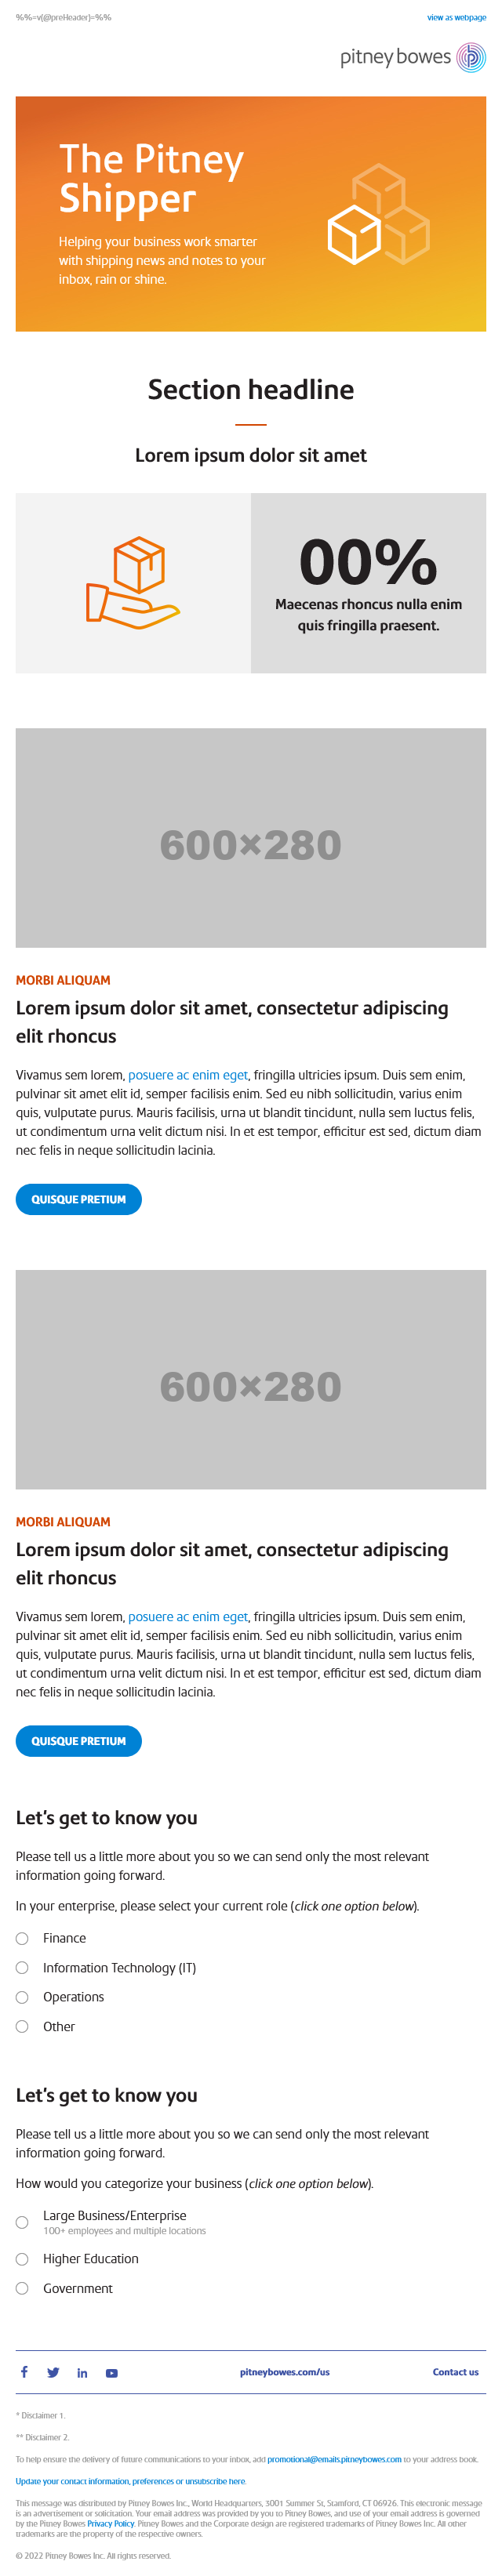 %%=v(@preHeader)=%%
view as webpage
pitney bowes
The Pitney
Shipper
Helping your business work smarter
with shipping news and notes to your
inbox, rain or shine.
Section headline
Lorem ipsum dolor sit amet
00%
Maecenas rhoncus nulla enim
quis fringilla praesent.
600×280
MORBI ALIQUAM
Lorem ipsum dolor sit amet, consectetur adipiscing
elit rhoncus
Vivamus sem lorem, posuere ac enim eget, fringilla ultricies ipsum. Duis sem enim,
pulvinar sit amet elit id, semper facilisis enim. Sed eu nibh sollicitudin, varius enim
quis, vulputate purus. Mauris facilisis, urna ut blandit tincidunt, nulla sem luctus felis,
ut condimentum urna velit dictum nisi. In et est tempor, efficitur est sed, dictum diam
nec felis in neque sollicitudin lacinia.
QUISQUE PRETIUM
600×280
MORBI ALIQUAM
Lorem ipsum dolor sit amet, consectetur adipiscing
elit rhoncus
Vivamus sem lorem, posuere ac enim eget, fringilla ultricies ipsum. Duis sem enim,
pulvinar sit amet elit id, semper facilisis enim. Sed eu nibh sollicitudin, varius enim
quis, vulputate purus. Mauris facilisis, urna ut blandit tincidunt, nulla sem luctus felis,
ut condimentum urna velit dictum nisi. In et est tempor, efficitur est sed, dictum diam
nec felis in neque sollicitudin lacinia.
QUISQUE PRETIUM
Let's get to know you
Please tell us a little more about you so we can send only the most relevant
information going forward.
In your enterprise, please select your current role (click one option below).
Finance
Information Technology (IT)
Operations
Other
Let's get to know you
Please tell us a little more about you so we can send only the most relevant
information going forward.
How would you categorize your business (click one option below).
Large Business/Enterprise
100+ employees and multiple locations
Higher Education
Government
pitneybowes.com/us
Contact us
* Disclaimer 1.
** Disclaimer 2.
To help ensure the delivery of future communications to your inbox, add promotional@emails.pitneybowes.com to your address book.
Update your contact information, preferences or unsubscribe here.
This message was distributed by Pitney Bowes Inc., World Headquarters, 3001 Summer St, Stamford, CT 06926. This electronic message
is an advertisement or solicitation. Your email address was provided by you to Pitney Bowes, and use of your email address is governed
by the Pitney Bowes Privacy Policy. Pitney Bowes and the Corporate design are registered trademarks of Pitney Bowes Inc. All other
trademarks are the property of the respective owners.
© 2022 Pitney Bowes Inc. All rights reserved.